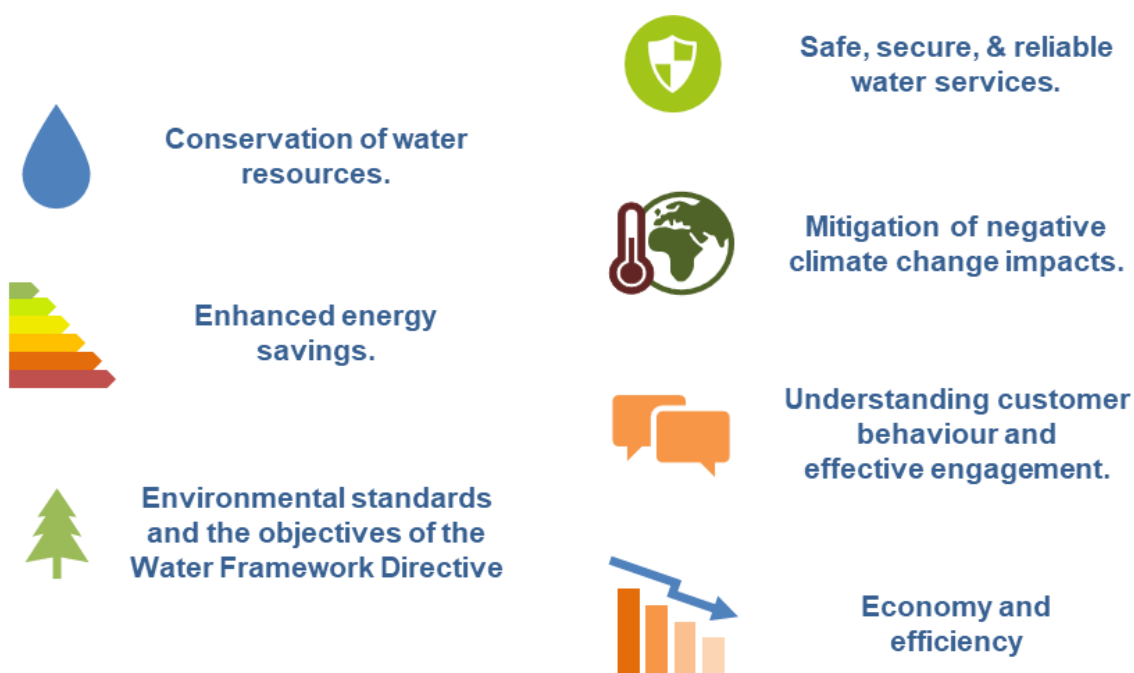 Conservation of water
resources.
Enhanced energy
savings.
Environmental standards
and the objectives of the
Water Framework Directive
Safe, secure, & reliable
water services.
Mitigation of negative
climate change impacts.
Understanding customer
behaviour and
effective engagement.
Economy and
efficiency